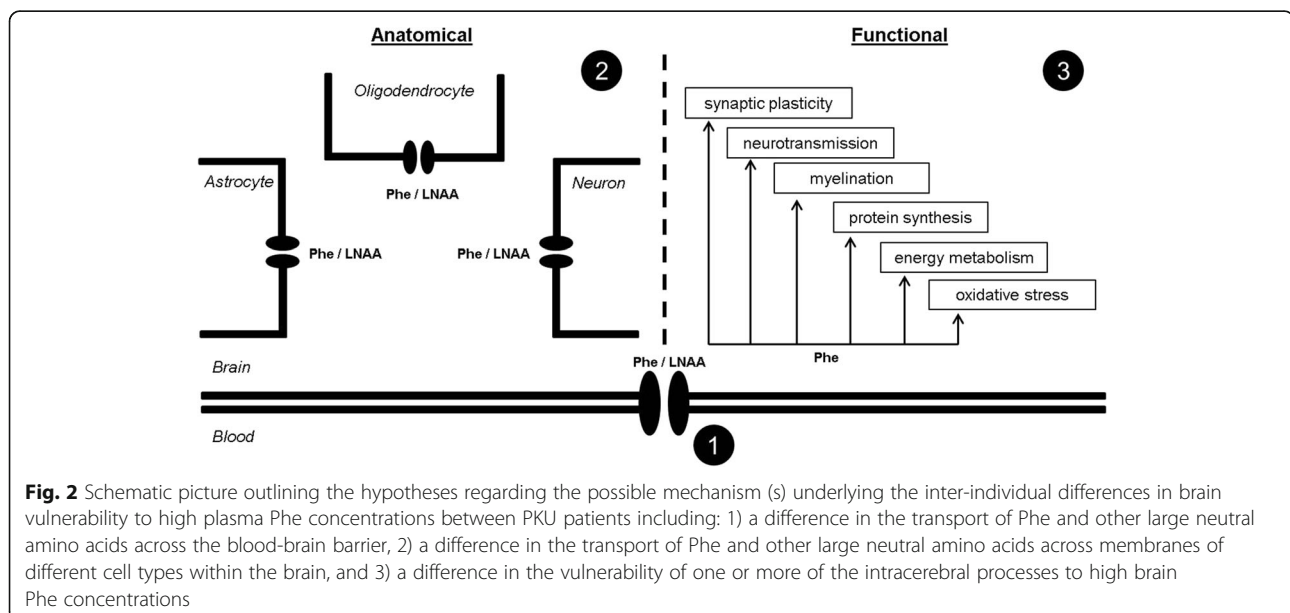 Anatomical
Functional
2
3
Oligodendrocyte
synaptic plasticity
neurotransmission
Astrocyte
Neuron
Phe / LNAA
myelination
protein synthesis
Phe / LNAA
Phe / LNAA
energy metabolism
oxidative stress
Phe / LNAA
Phe
Brain
Blood
1
Fig. 2 Schematic picture outlining the hypotheses regarding the possible mechanism (s) underlying the inter-individual differences in brain
vulnerability to high plasma Phe concentrations between PKU patients including: 1) a difference in the transport of Phe and other large neutral
amino acids across the blood-brain barrier, 2) a difference in the transport of Phe and other large neutral amino acids across membranes of
different cell types within the brain, and 3) a difference in the vulnerability of one or more of the intracerebral processes to high brain
Phe concentrations